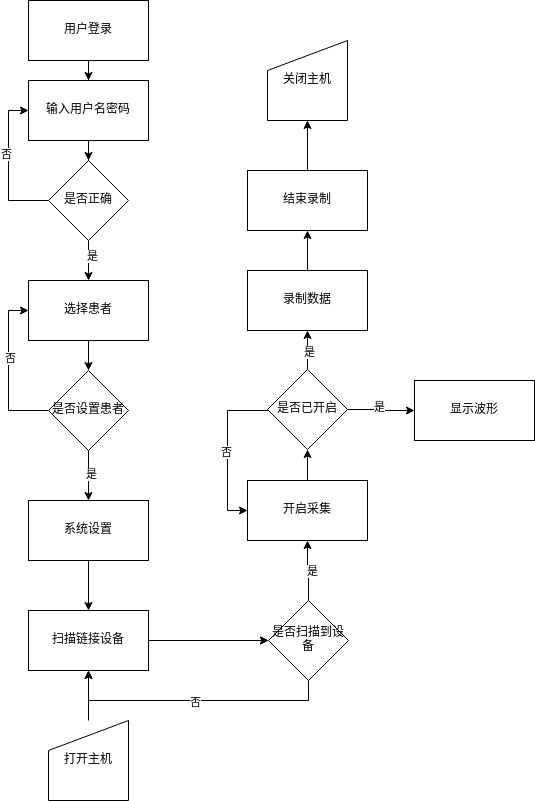 用户登录
输入用户名密码
否
是否正确
是
选择患者
否
是否设置患者
是
系统设置
扫描链接设备
打开主机
否
是否扫描到设
备
是
开启采集
否
是否已开启
是
显示波形
是
录制数据
结束录制
关闭主机